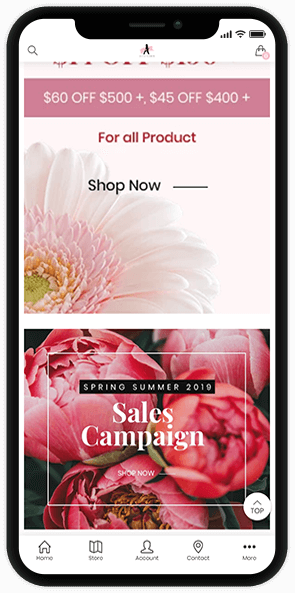 $60 OFF $500 +, $45 OFF $400 +
For all Product
Shop Now
SPRING SUMMER 2019
Sales
Campaign
SHOP NOW
TOP
Home
Store
Account
Contact
More